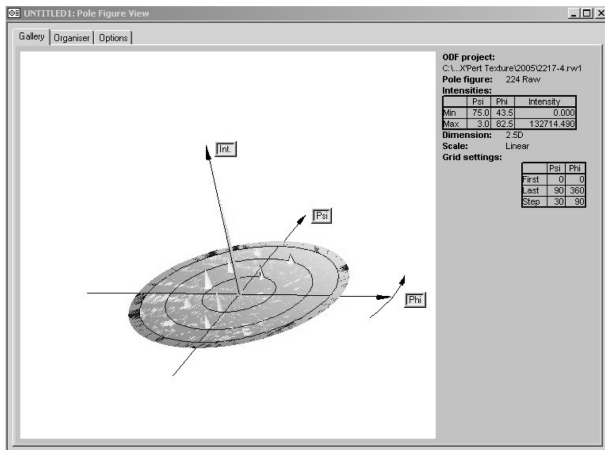 UNTITLED1: Pole Figure View
Gallery Organiser Options
ODF project:
C:\...X'Pert Texture\2005\2217-4.rw1
Pole figure: 224 Raw
Intensities:
Psi Phi Intensity
Min 75.0 43.5 0.000
Max 3.0 82.5 132714.490
Dimension: 2.5D
Scale: Linear
Grid settings:
Psi Phi
First 0 0
Last 90 360
Step 30 90
Int.
Psi
Phi